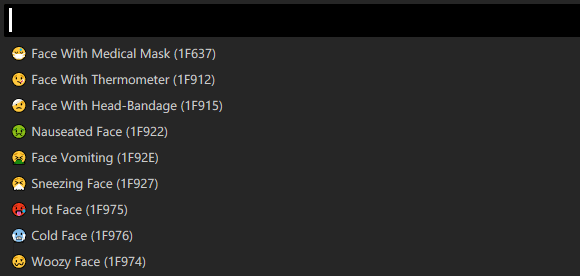 😷 Face With Medical Mask (1F637)
🤒 Face With Thermometer (1F912)
🤕 Face With Head-Bandage (1F915)
🤢 Nauseated Face (1F922)
🤮 Face Vomiting (1F92E)
🤧 Sneezing Face (1F927)
🥵 Hot Face (1F975)
🥶 Cold Face (1F976)
🥴 Woozy Face (1F974)